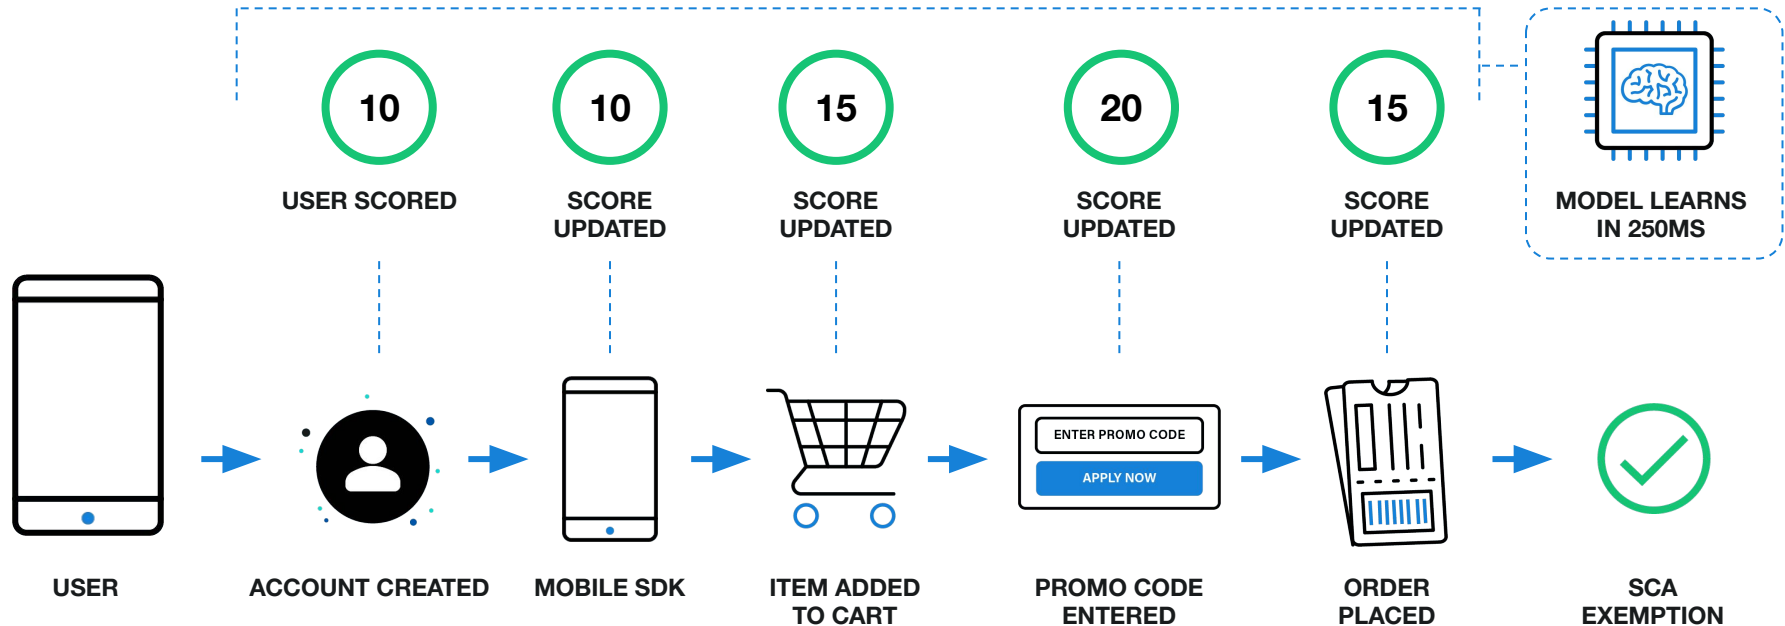 10
10
15
20
15
USER SCORED
SCORE
UPDATED
SCORE
UPDATED
SCORE
UPDATED
SCORE
UPDATED
MODEL LEARNS
IN 250MS
ENTER PROMO CODE
APPLY NOW
USER
ACCOUNT CREATED
MOBILE SDK
ITEM ADDED
TO CART
PROMO CODE
ENTERED
ORDER
PLACED
SCA
EXEMPTION